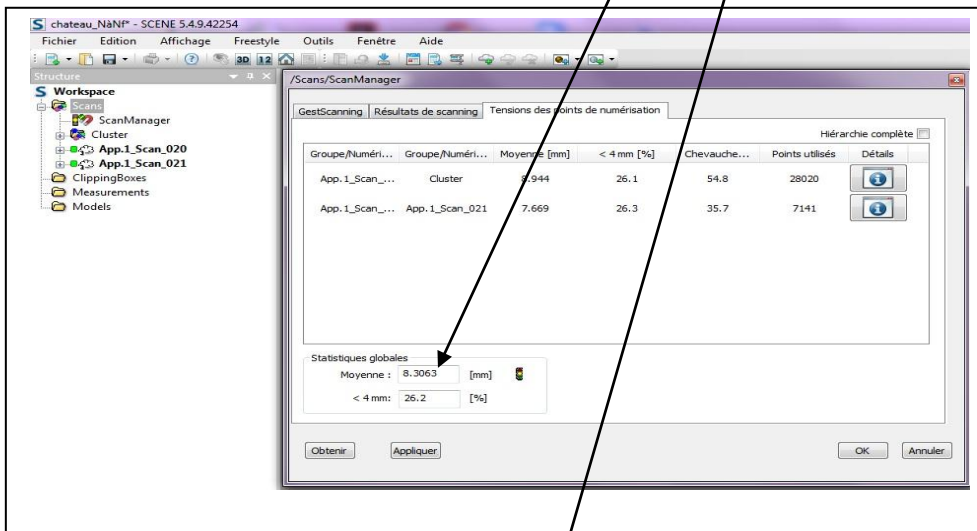 chateau_NàNf* - SCENE 5.4.9.42254
Fichier Edition Affichage Freestyle Outils Fenêtre Aide
3D 12
Structure
Workspace
Scans
ScanManager
Cluster
App.1_Scan_020
App.1_Scan_021
ClippingBoxes
Measurements
Models
/Scans/ScanManager
GestScanning Résultats de scanning Tensions des points de numérisation
Hiérarchie complète
Groupe/Numéri... Groupe/Numéri... Moyenne [mm] < 4 mm [%] Chevauche... Points utilisés Détails
App.1_Scan_... Cluster 8.944 26.1 54.8 28020
App.1_Scan_... App.1_Scan_021 7.669 26.3 35.7 7141
Statistiques globales
Moyenne : 8.3063 [mm]
< 4 mm: 26.2 [%]
Obtenir Appliquer OK Annuler